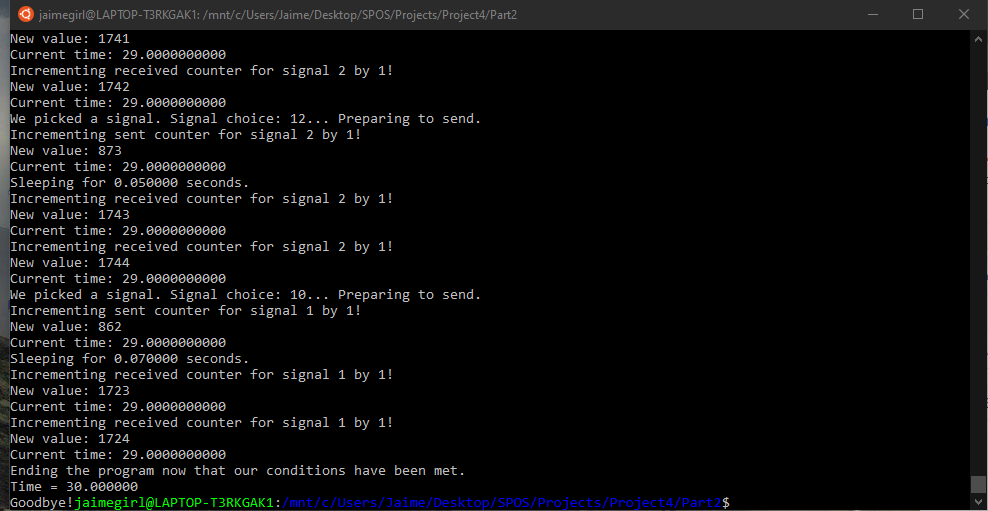 jaimegirl@LAPTOP-T3RKGAK1: /mnt/c/Users/Jaime/Desktop/SPOS/Projects/Project4/Part2
New value: 1741
Current time: 29.0000000000
Incrementing received counter for signal 2 by 1!
New value: 1742
Current time: 29.0000000000
We picked a signal. Signal choice: 12... Preparing to send.
Incrementing sent counter for signal 2 by 1!
New value: 873
Current time: 29.0000000000
Sleeping for 0.050000 seconds.
Incrementing received counter for signal 2 by 1!
New value: 1743
Current time: 29.0000000000
Incrementing received counter for signal 2 by 1!
New value: 1744
Current time: 29.0000000000
We picked a signal. Signal choice: 10... Preparing to send.
Incrementing sent counter for signal 1 by 1!
New value: 862
Current time: 29.0000000000
Sleeping for 0.070000 seconds.
Incrementing received counter for signal 1 by 1!
New value: 1723
Current time: 29.0000000000
Incrementing received counter for signal 1 by 1!
New value: 1724
Current time: 29.0000000000
Ending the program now that our conditions have been met.
Time = 30.000000
Goodbye!jaimegirl@LAPTOP-T3RKGAK1:/mnt/c/Users/Jaime/Desktop/SPOS/Projects/Project4/Part2$